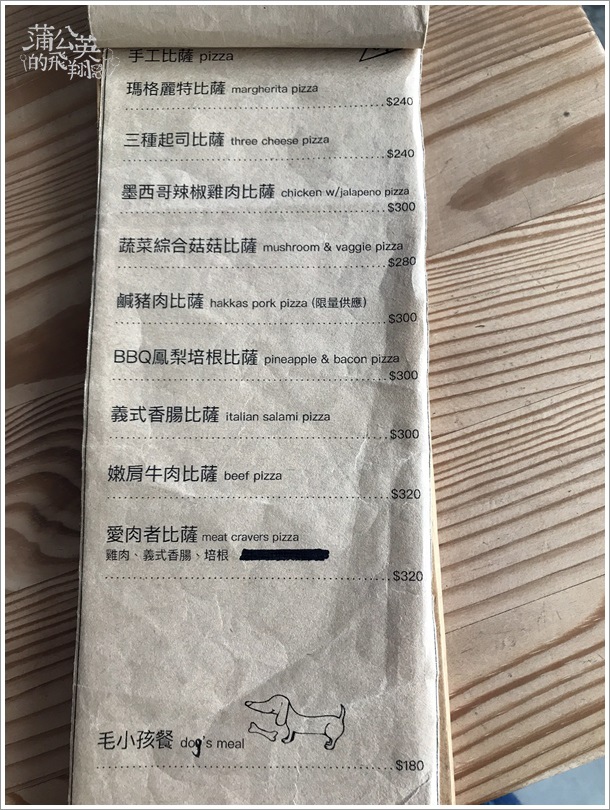 蒲公英
的飛翔
手工比薩 pizza
瑪格麗特比薩 margherita pizza
$240
三種起司比薩 three cheese pizza
$240
墨西哥辣椒雞肉比薩 chicken w/jalapeno pizza
$300
蔬菜綜合菇菇比薩 mushroom & vaggie pizza
$280
鹹豬肉比薩 hakkas pork pizza (限量供應)
$300
BBQ鳳梨培根比薩 pineapple & bacon pizza
$300
義式香腸比薩 italian salami pizza
$300
嫩肩牛肉比薩 beef pizza
$320
愛肉者比薩 meat cravers pizza
雞肉、義式香腸、培根
$320
毛小孩餐 dog's meal
$180